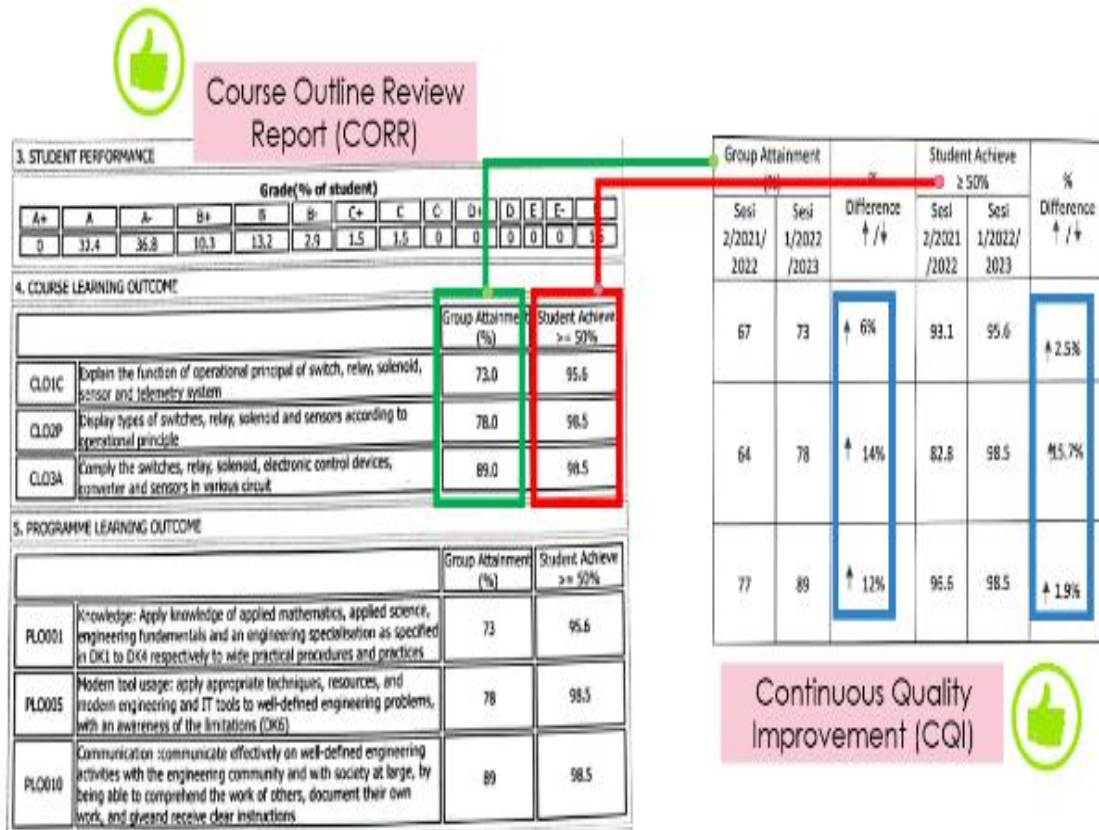 Course Outline Review
Report (CORR)
3. STUDENT PERFORMANCE
Grade(% of student)
A+ A A- B+ B B- C+ C C- D+ D E E-
0 32.4 36.8 10.3 13.2 2.9 1.5 1.5 0 0 0 0 0
4. COURSE LEARNING OUTCOME
Group Attainment Student Achieve
(%) >= 50%
CLO1C Explain the function of operational principal of switch, relay, solenoid, 73.0 95.6
sensor and telemetry system
CLO2P Display types of switches, relay, solenoid and sensors according to 78.0 98.5
operational principle
CLO3A Comply the switches, relay, solenoid, electronic control devices, 89.0 98.5
converter and sensors in various circuit
5. PROGRAMME LEARNING OUTCOME
Group Attainment Student Achieve
(%) >= 50%
PLO001 Knowledge: Apply knowledge of applied mathematics, applied science, 73 95.6
engineering fundamentals and an engineering specialisation as specified
in DK1 to DK4 respectively to wide practical procedures and practices
PLO005 Modern tool usage: apply appropriate techniques, resources, and 78 98.5
modern engineering and IT tools to well-defined engineering problems,
with an awareness of the limitations (DK6)
PLO010 Communication :communicate effectively on well-defined engineering 89 98.5
activities with the engineering community and with society at large, by
being able to comprehend the work of others, document their own
work, and giveand receive clear instructions
Group Attainment Student Achieve
(%) % ≥ 50% %
Sesi Sesi Difference Sesi Sesi Difference
2/2021/ 1/2022 ↑/↓ 2/2021 1/2022/ ↑/↓
2022 /2023 /2022 2023
67 73 ↑ 6% 93.1 95.6 ↑ 2.5%
64 78 ↑ 14% 82.8 98.5 ↑15.7%
77 89 ↑ 12% 96.6 98.5 ↑ 1.9%
Continuous Quality
Improvement (CQI)